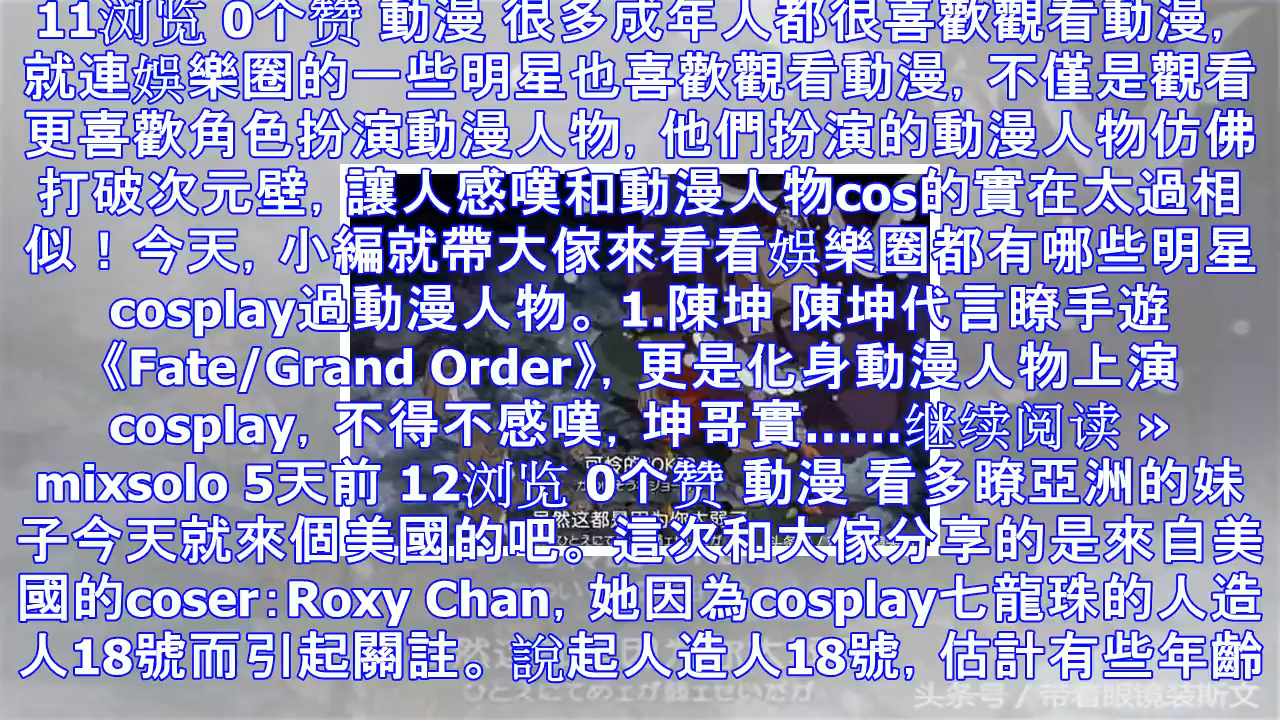 11浏览 0个赞 動漫 很多成年人都很喜歡觀看動漫,
就連娛樂圈的一些明星也喜歡觀看動漫, 不僅是觀看
更喜歡角色扮演動漫人物, 他們扮演的動漫人物仿佛
打破次元壁, 讓人感嘆和動漫人物cos的實在太過相
似！今天, 小編就帶大傢來看看娛樂圈都有哪些明星
cosplay過動漫人物。1.陳坤 陳坤代言瞭手遊
《Fate/Grand Order》, 更是化身動漫人物上演
cosplay, 不得不感嘆, 坤哥實......继续阅读 »
mixsolo 5天前 12浏览 0个赞 動漫 看多瞭亞洲的妹
子今天就來個美國的吧。這次和大傢分享的是來自美
國的coser：Roxy Chan, 她因為cosplay七龍珠的人造
人18號而引起關註。說起人造人18號, 估計有些年齡
头条号 / 带着眼镜装斯文